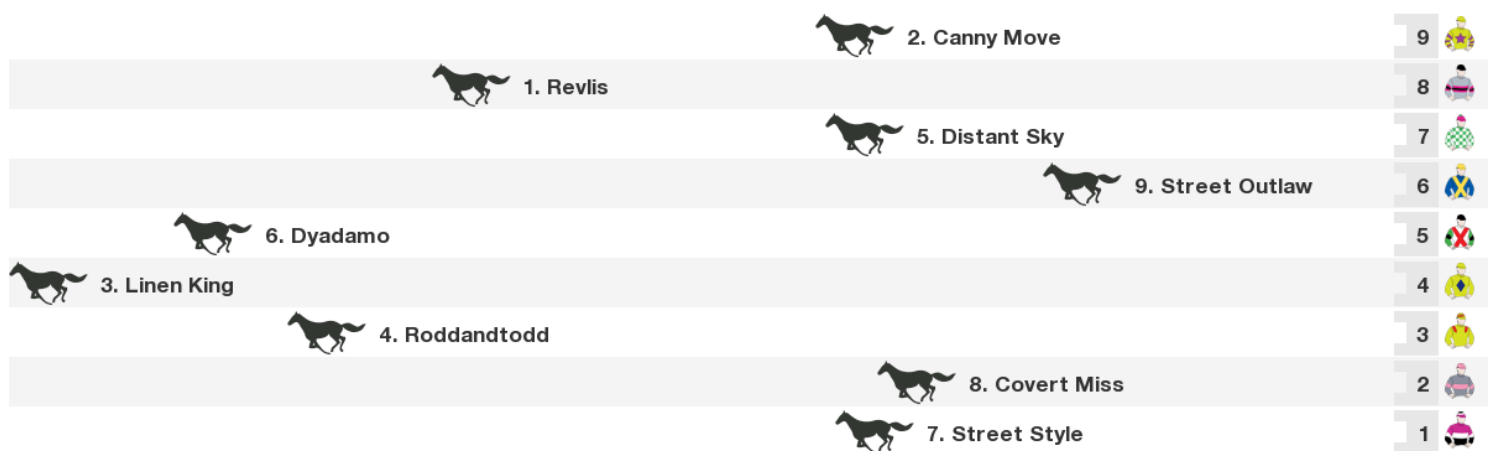 2. Canny Move 9
1. Revlis 8
5. Distant Sky 7
9. Street Outlaw 6
6. Dyadamo 5
3. Linen King 4
4. Roddandtodd 3
8. Covert Miss 2
7. Street Style 1